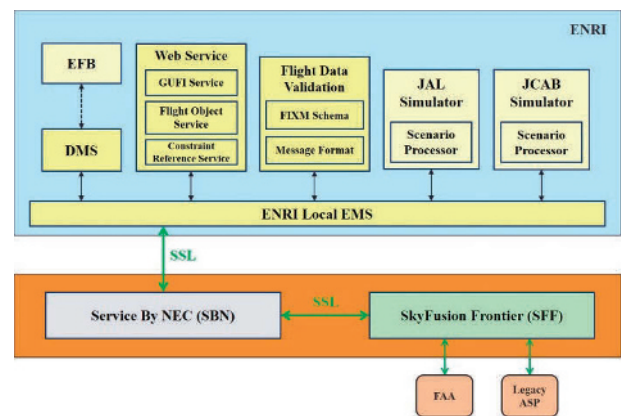 ENRI
EFB
DMS
Web Service
GUFI Service
Flight Object
Service
Constraint
Reference Service
Flight Data
Validation
FIXM Schema
Message Format
JAL
Simulator
Scenario
Processor
JCAB
Simulator
Scenario
Processor
ENRI Local EMS
SSL
Service By NEC (SBN)
SSL
SkyFusion Frontier (SFF)
FAA
Legacy
ASP